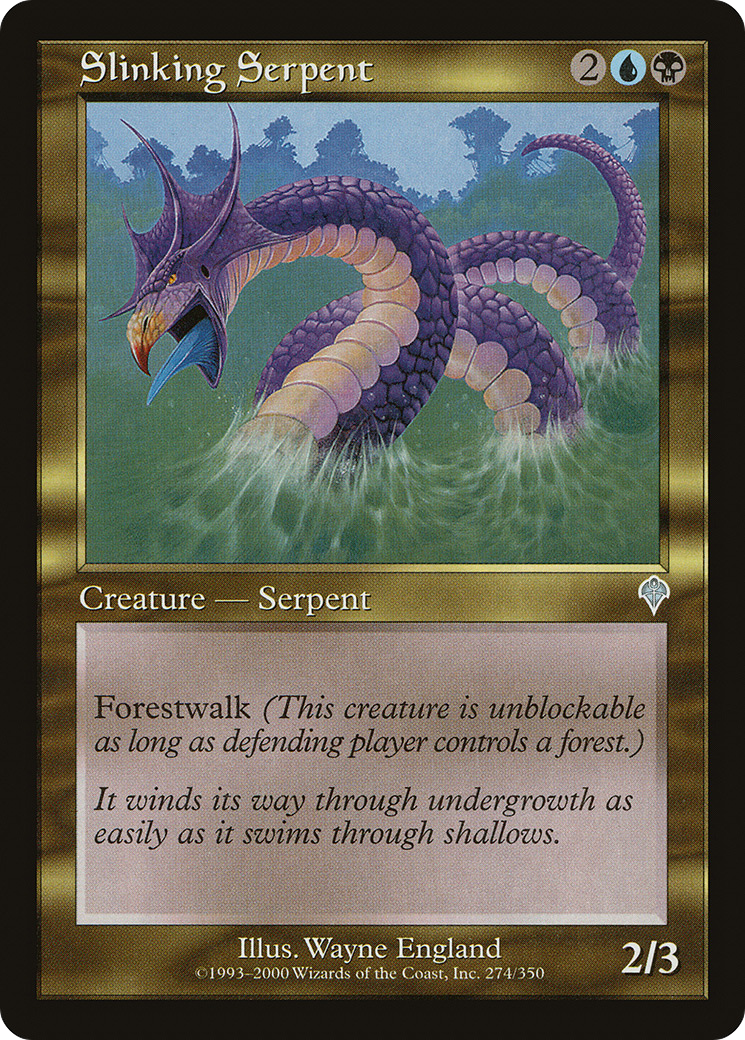 Slinking Serpent 2
Creature — Serpent
Forestwalk (This creature is unblockable
as long as defending player controls a forest.)
It winds its way through undergrowth as
easily as it swims through shallows.
Illus. Wayne England
©1993–2000 Wizards of the Coast, Inc. 274/350
2/3